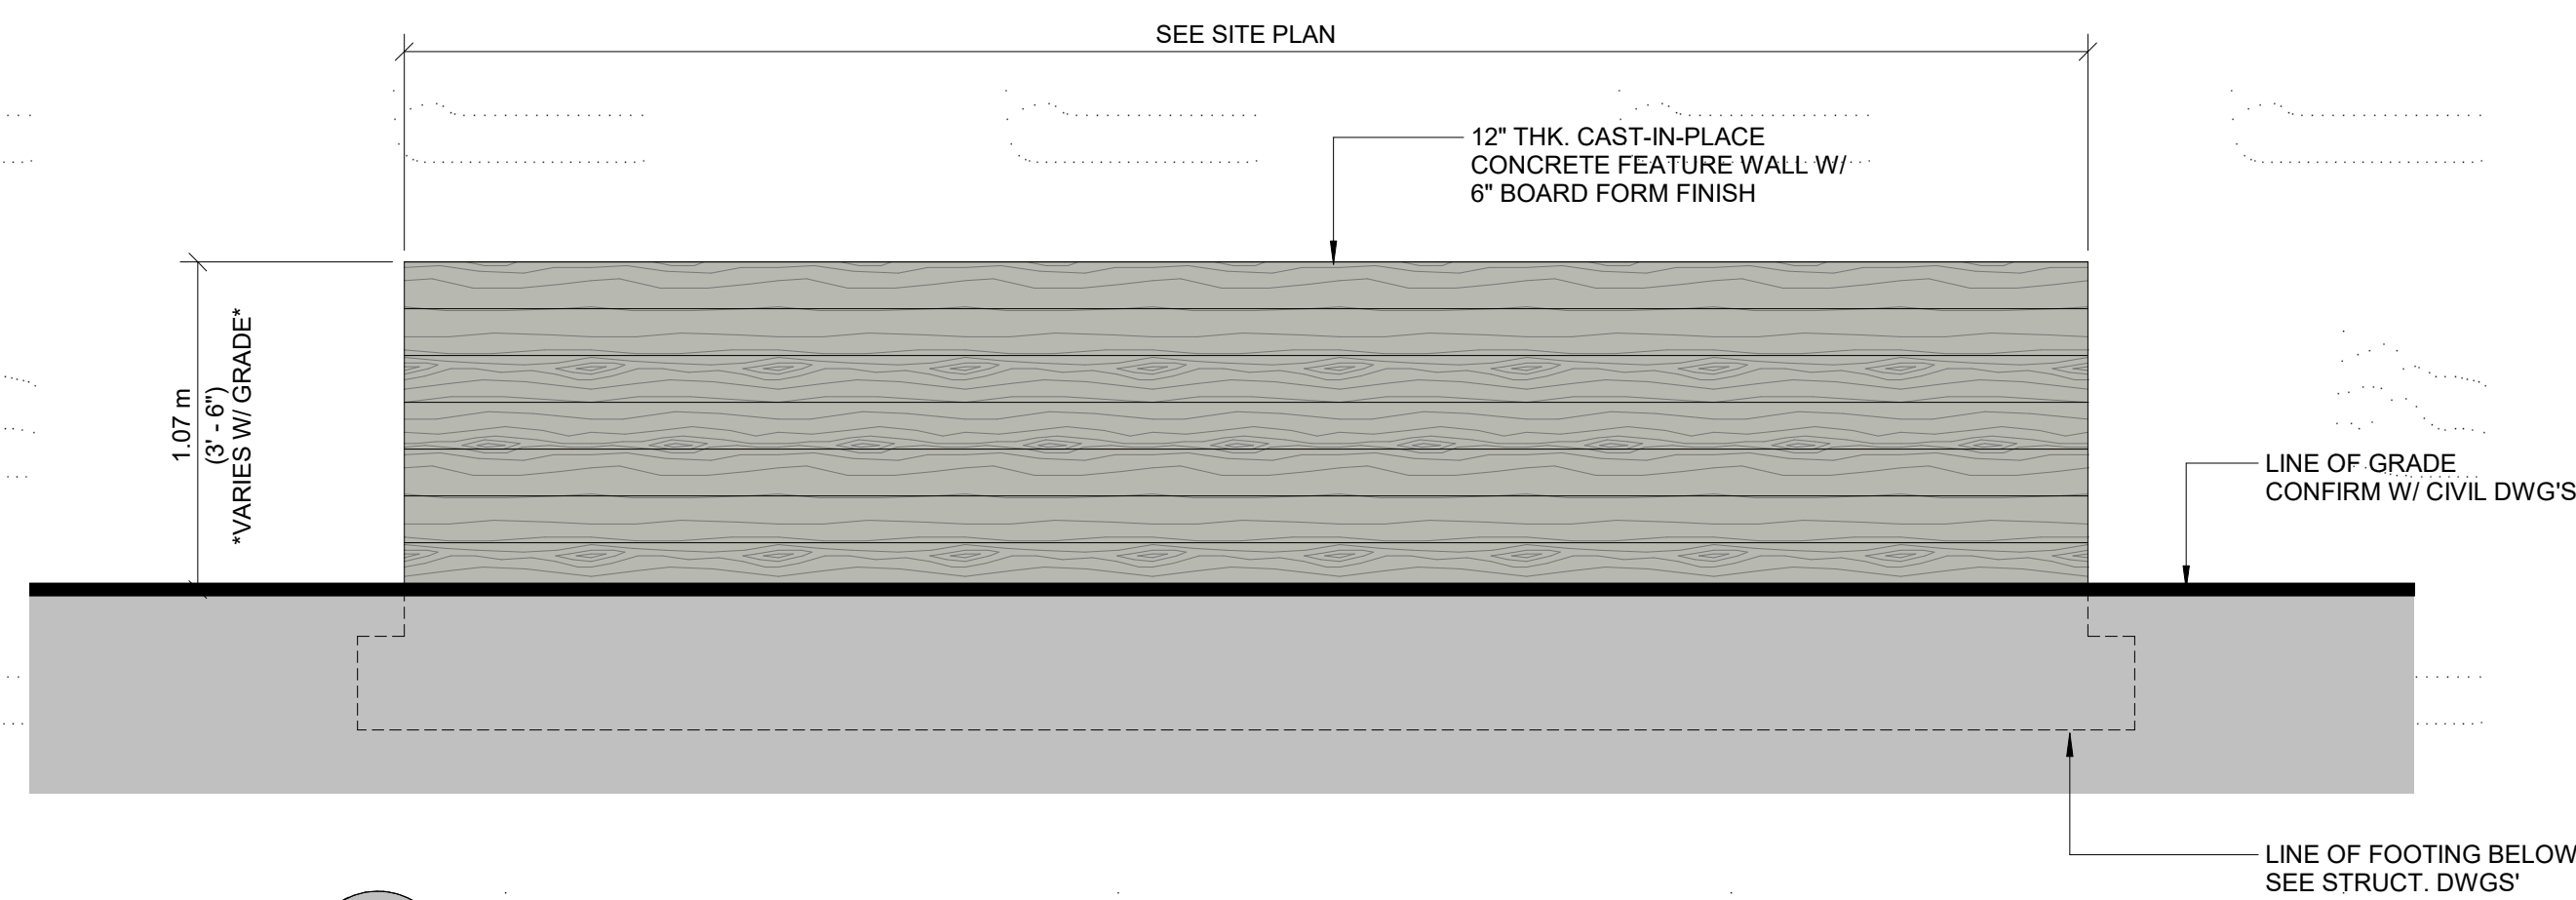 SEE SITE PLAN
12" THK. CAST-IN-PLACE
CONCRETE FEATURE WALL W/
6" BOARD FORM FINISH
1.07 m
(3' - 6")
*VARIES W/ GRADE*
LINE OF GRADE
CONFIRM W/ CIVIL DWG'S
LINE OF FOOTING BELOW
SEE STRUCT. DWGS'